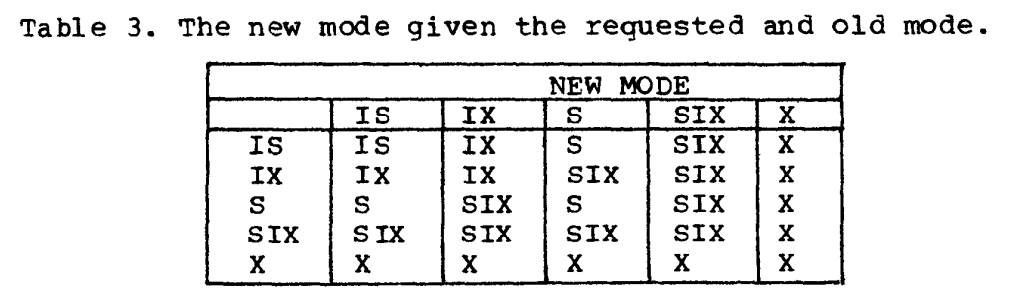 Table 3. The new mode given the requested and old mode.
NEW MODE
IS IX S SIX X
IS IS IX S SIX X
IX IX IX SIX SIX X
S S SIX S SIX X
SIX SIX SIX SIX SIX X
X X X X X X